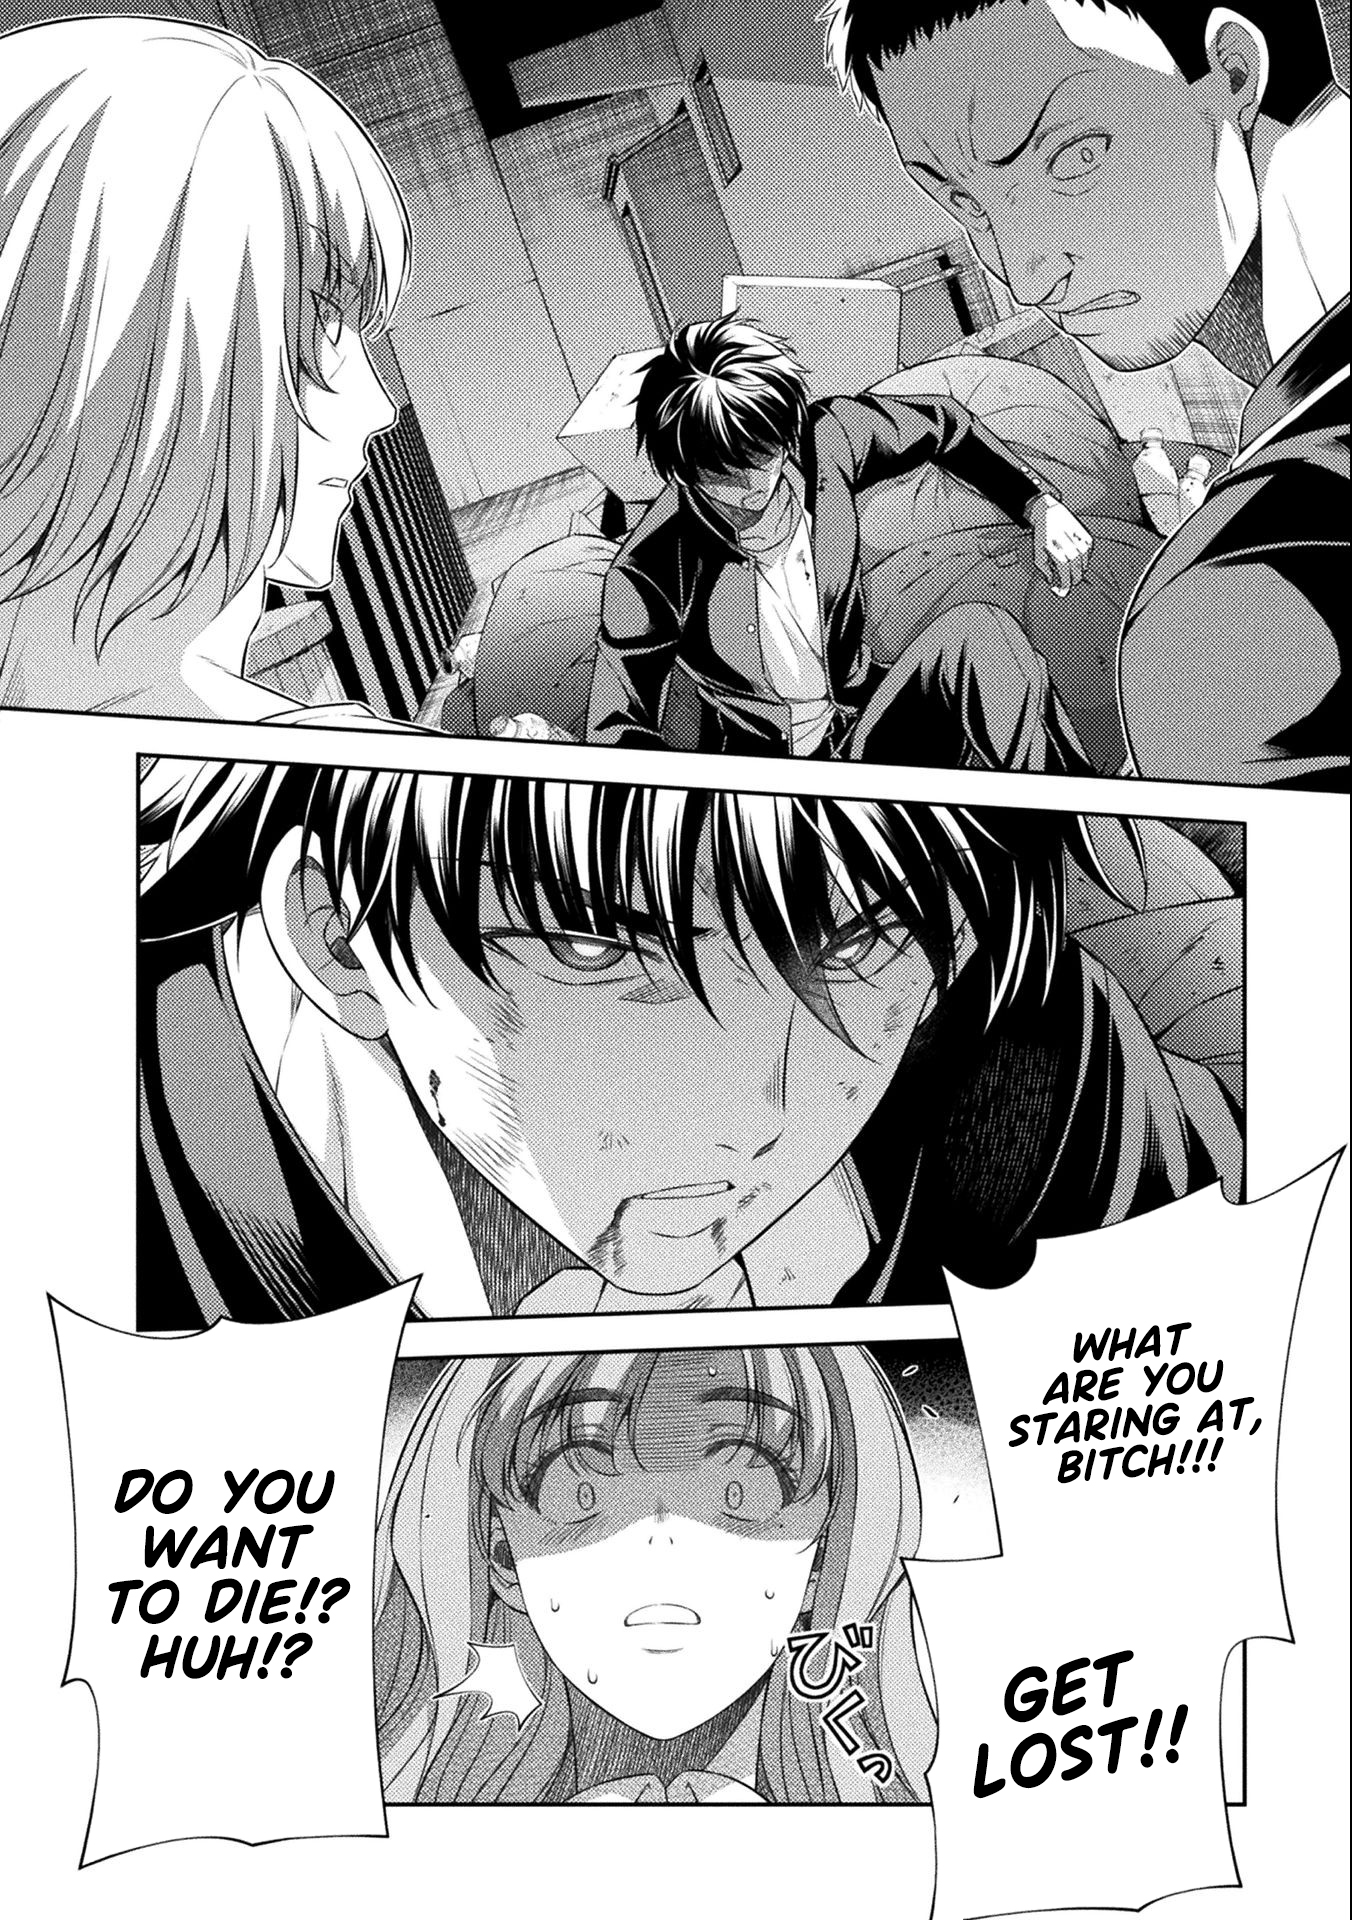 WHAT
ARE YOU
STARING AT,
BITCH!!!
GET
LOST!!
びくっ
DO YOU
WANT
TO DIE!?
HUH!?